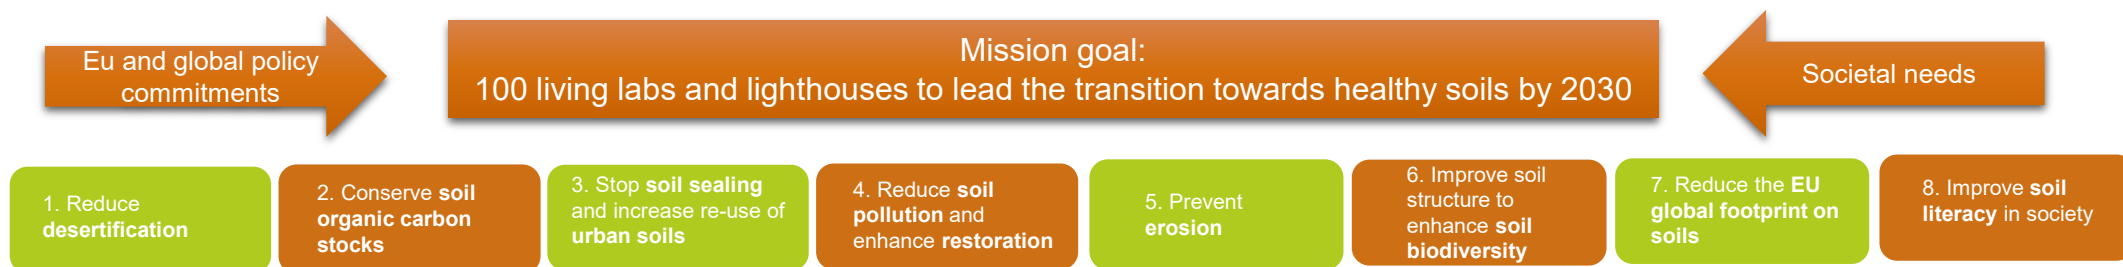 Eu and global policy
commitments
Mission goal:
100 living labs and lighthouses to lead the transition towards healthy soils by 2030
Societal needs
1. Reduce
desertification
2. Conserve soil
organic carbon
stocks
3. Stop soil sealing
and increase re-use of
urban soils
4. Reduce soil
pollution and
enhance restoration
5. Prevent
erosion
6. Improve soil
structure to
enhance soil
biodiversity
7. Reduce the EU
global footprint on
soils
8. Improve soil
literacy in society